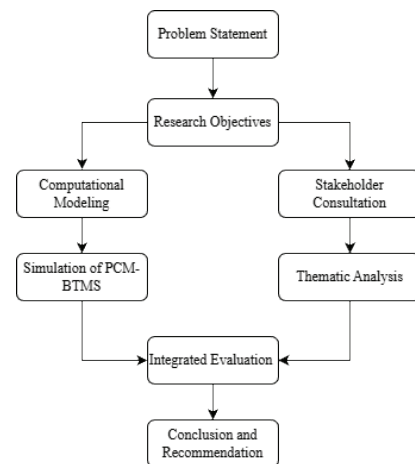 Problem Statement
Research Objectives
Computational
Modeling
Stakeholder
Consultation
Simulation of PCM-
BTMS
Thematic Analysis
Integrated Evaluation
Conclusion and
Recommendation